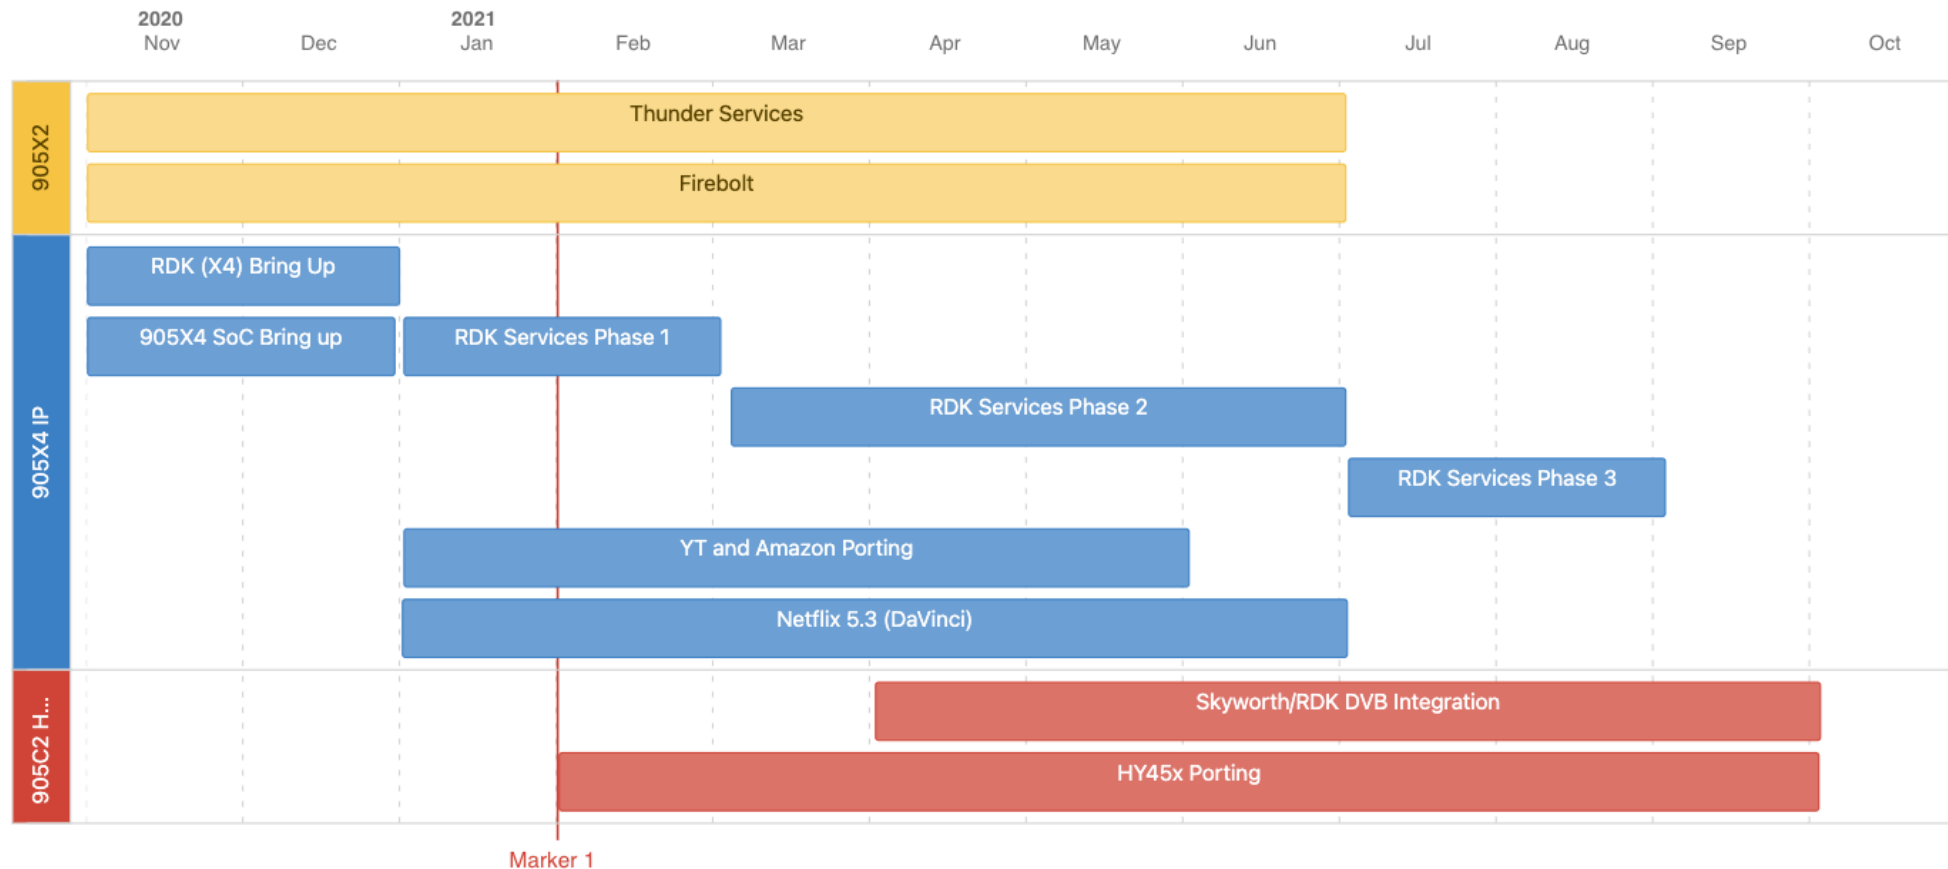 2020
2021
Nov
Dec
Jan
Feb
Mar
Apr
May
Jun
Jul
Aug
Sep
Oct
905X2
Thunder Services
Firebolt
905X4 IP
RDK (X4) Bring Up
905X4 SoC Bring up
RDK Services Phase 1
RDK Services Phase 2
RDK Services Phase 3
YT and Amazon Porting
Netflix 5.3 (DaVinci)
905C2 H...
Skyworth/RDK DVB Integration
HY45x Porting
Marker 1